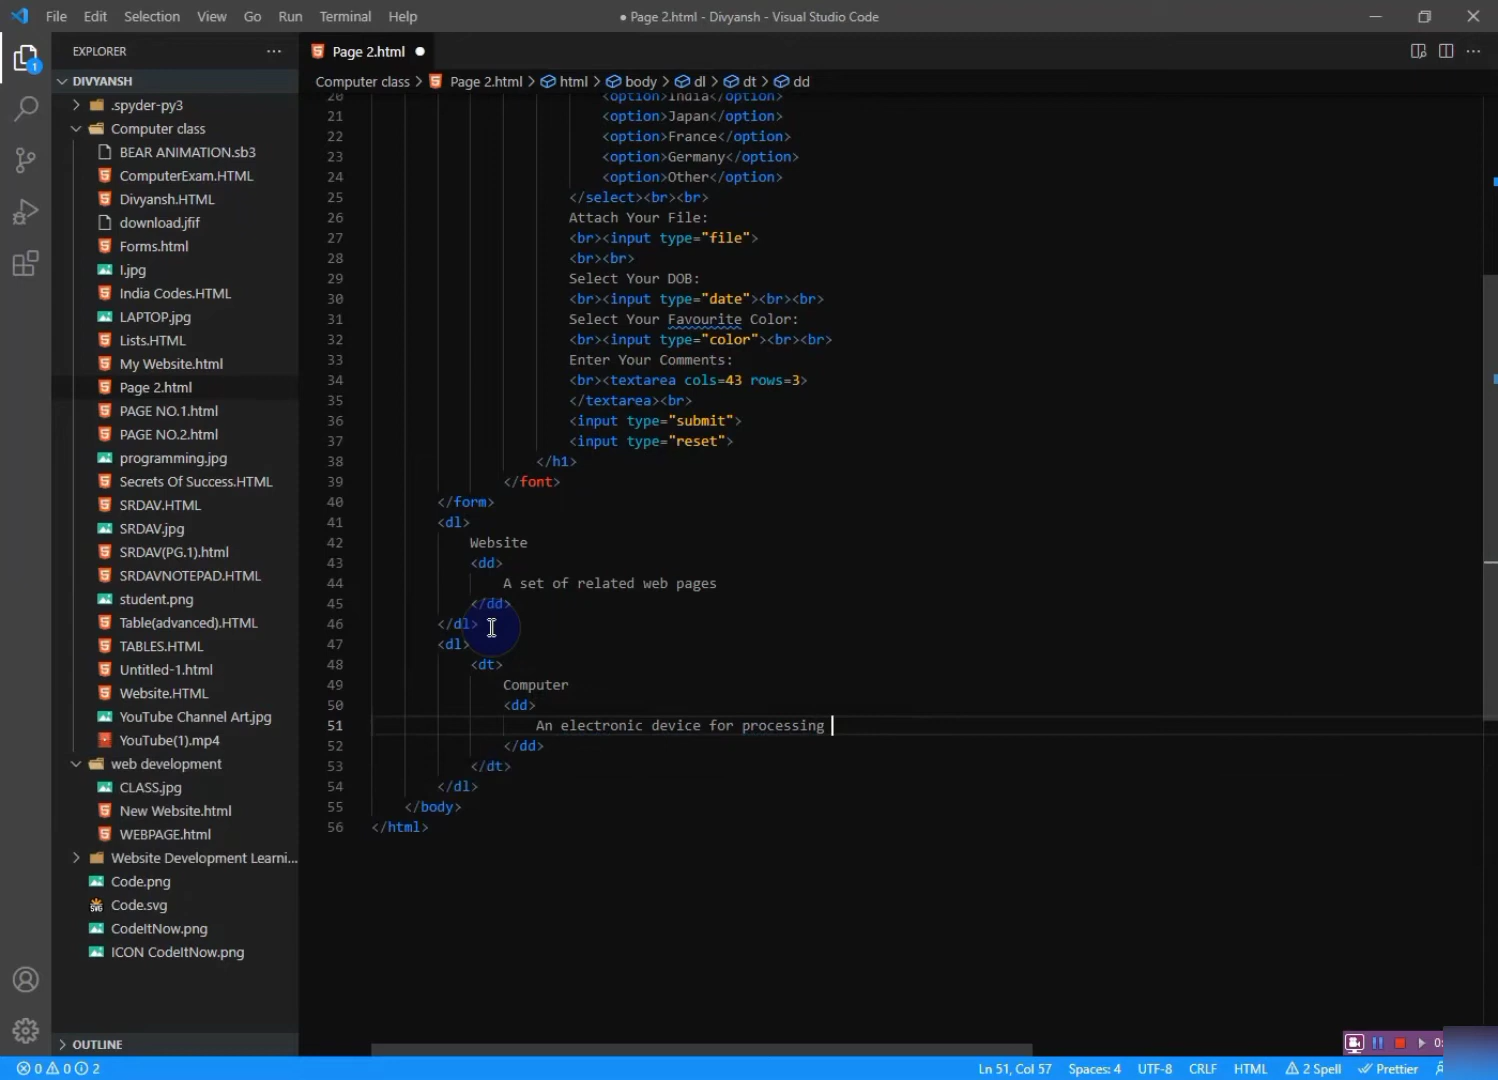 File Edit Selection View Go Run Terminal Help ● Page 2.html - Divyansh - Visual Studio Code
EXPLORER
Page 2.html
1
DIVYANSH
.spyder-py3
Computer class
BEAR ANIMATION.sb3
ComputerExam.HTML
Divyansh.HTML
download.jfif
Forms.html
I.jpg
India Codes.HTML
LAPTOP.jpg
Lists.HTML
My Website.html
Page 2.html
PAGE NO.1.html
PAGE NO.2.html
programming.jpg
Secrets Of Success.HTML
SRDAV.HTML
SRDAV.jpg
SRDAV(PG.1).html
SRDAVNOTEPAD.HTML
student.png
Table(advanced).HTML
TABLES.HTML
Untitled-1.html
Website.HTML
YouTube Channel Art.jpg
YouTube(1).mp4
web development
CLASS.jpg
New Website.html
WEBPAGE.html
Website Development Learni...
Code.png
SVG Code.svg
CodeItNow.png
ICON CodeItNow.png
OUTLINE
Computer class > Page 2.html > html > body > dl > dt > dd
20 <option>India</option>
21 <option>Japan</option>
22 <option>France</option>
23 <option>Germany</option>
24 <option>Other</option>
25 </select><br><br>
26 Attach Your File:
27 <br><input type="file">
28 <br><br>
29 Select Your DOB:
30 <br><input type="date"><br><br>
31 Select Your Favourite Color:
32 <br><input type="color"><br><br>
33 Enter Your Comments:
34 <br><textarea cols=43 rows=3>
35 </textarea><br>
36 <input type="submit">
37 <input type="reset">
38 </h1>
39 </font>
40 </form>
41 <dl>
42 Website
43 <dd>
44 A set of related web pages
45 </dd>
46 </dl>
47 <dl>
48 <dt>
49 Computer
50 <dd>
51 An electronic device for processing
52 </dd>
53 </dt>
54 </dl>
55 </body>
56 </html>
0:
0 0 2 Ln 51, Col 57 Spaces: 4 UTF-8 CRLF HTML 2 Spell Prettier